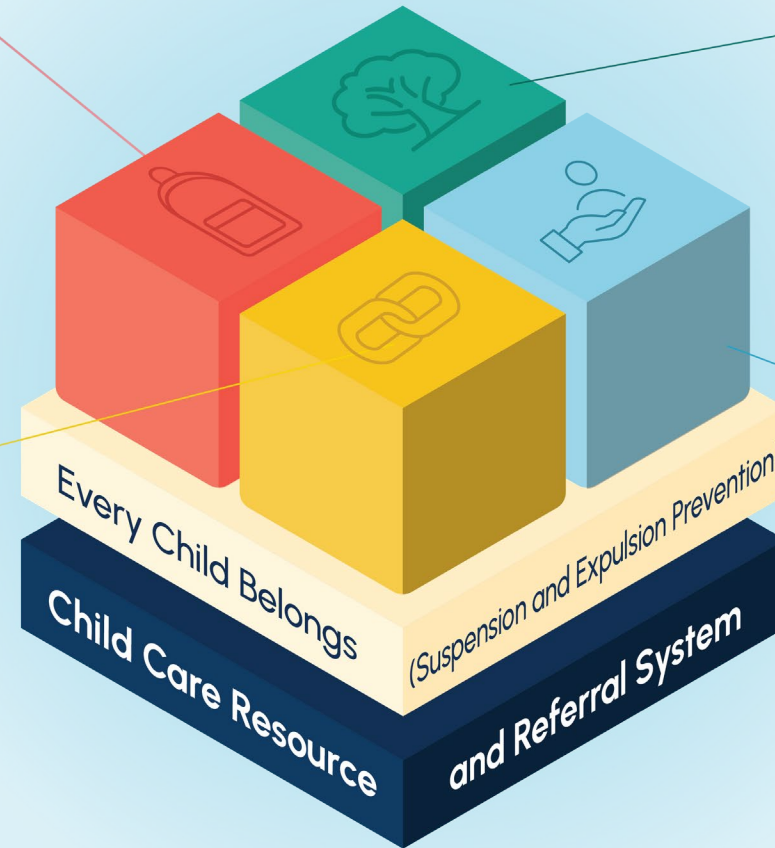 Every Child Belongs
(Suspension and Expulsion Prevention
Child Care Resource
and Referral System